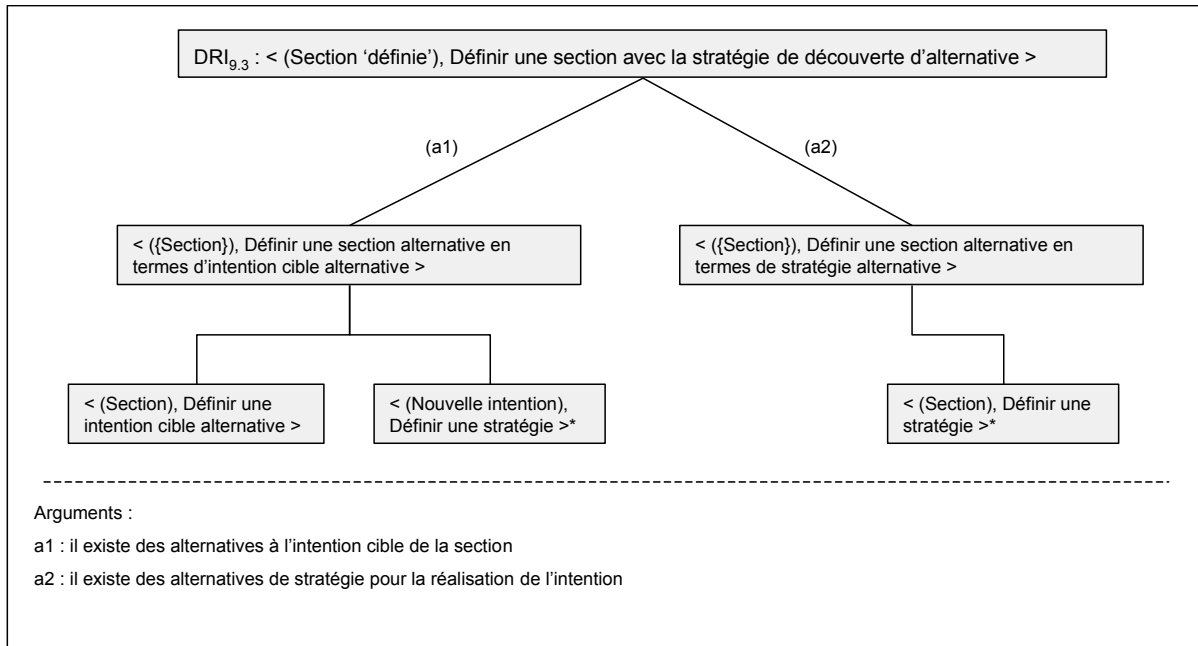 DRI9.3 : < (Section ‘définie’), Définir une section avec la stratégie de découverte d’alternative >
(a1)
(a2)
< ({Section}), Définir une section alternative en
termes d’intention cible alternative >
< ({Section}), Définir une section alternative en
termes de stratégie alternative >
< (Section), Définir une
intention cible alternative >
< (Nouvelle intention),
Définir une stratégie >*
< (Section), Définir une
stratégie >*
Arguments :
a1 : il existe des alternatives à l’intention cible de la section
a2 : il existe des alternatives de stratégie pour la réalisation de l’intention